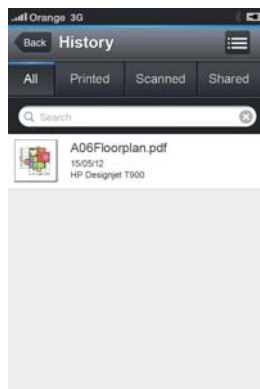 Orange 3G
Back History
All Printed Scanned Shared
Search
A06Floorplan.pdf
15/05/12
HP Designjet T900